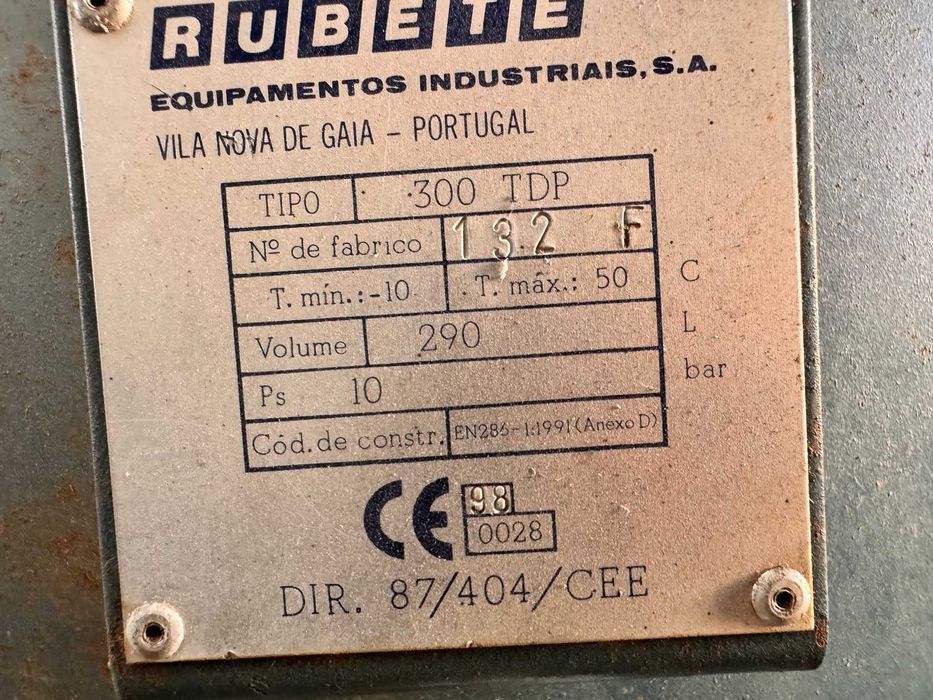 RUBETE
EQUIPAMENTOS INDUSTRIAIS, S.A.
VILA NOVA DE GAIA – PORTUGAL
TIPO 300 TDP
Nº de fabrico 132 F
T. mín.: -10 T. máx.: 50 C
Volume 290 L
Ps 10 bar
Cód. de constr. EN286-1:1991 (Anexo D)
CE 98
0028
DIR. 87/404/CEE